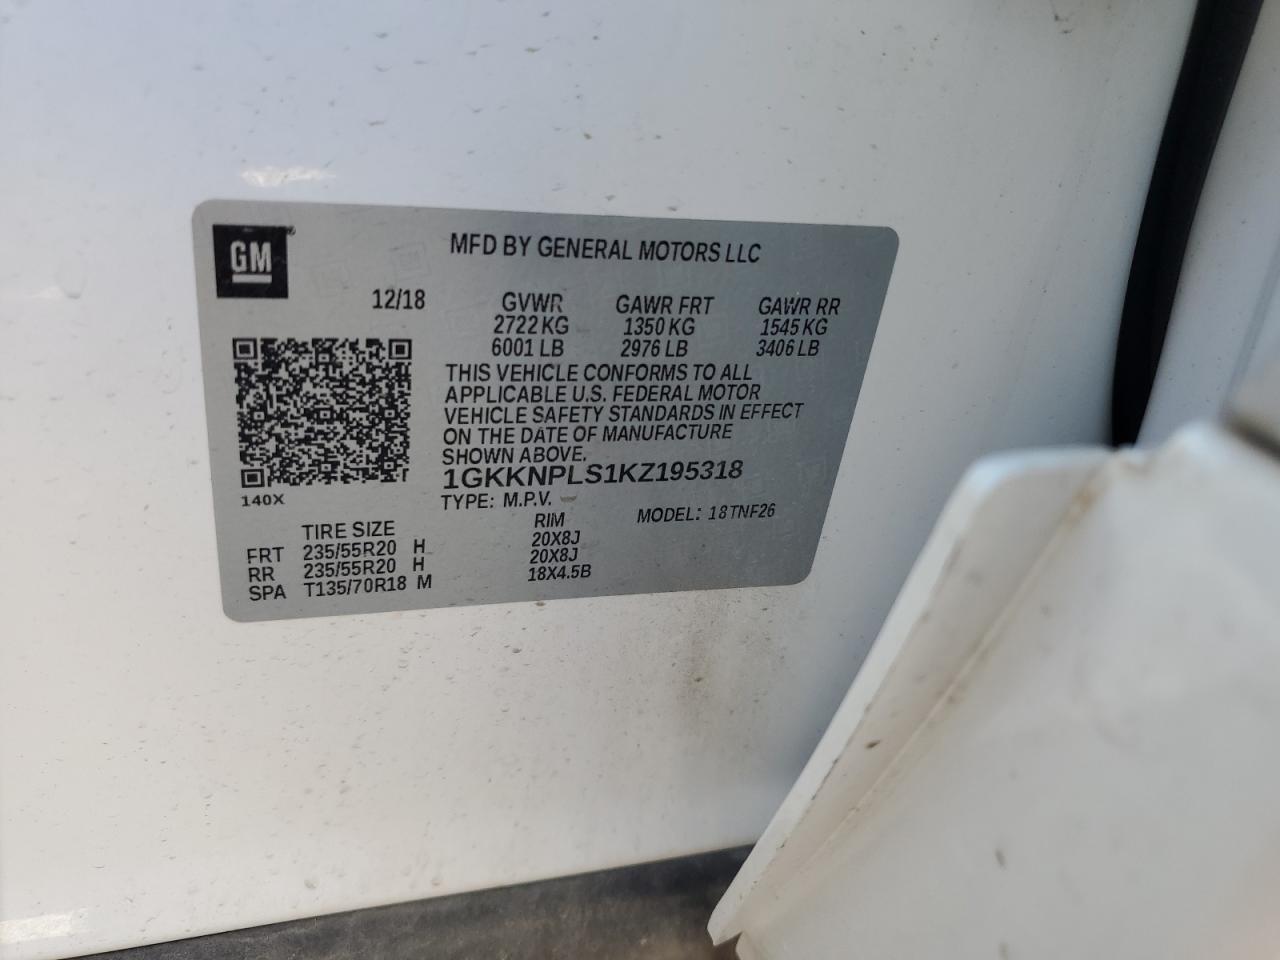 GM
MFD BY GENERAL MOTORS LLC
12/18 GVWR GAWR FRT GAWR RR
2722 KG 1350 KG 1545 KG
6001 LB 2976 LB 3406 LB
THIS VEHICLE CONFORMS TO ALL
APPLICABLE U.S. FEDERAL MOTOR
VEHICLE SAFETY STANDARDS IN EFFECT
ON THE DATE OF MANUFACTURE
SHOWN ABOVE.
1GKKNPLS1KZ195318
140X
TYPE: M.P.V. MODEL: 18TNF26
TIRE SIZE RIM
FRT 235/55R20 H 20X8J
RR 235/55R20 H 20X8J
SPA T135/70R18 M 18X4.5B